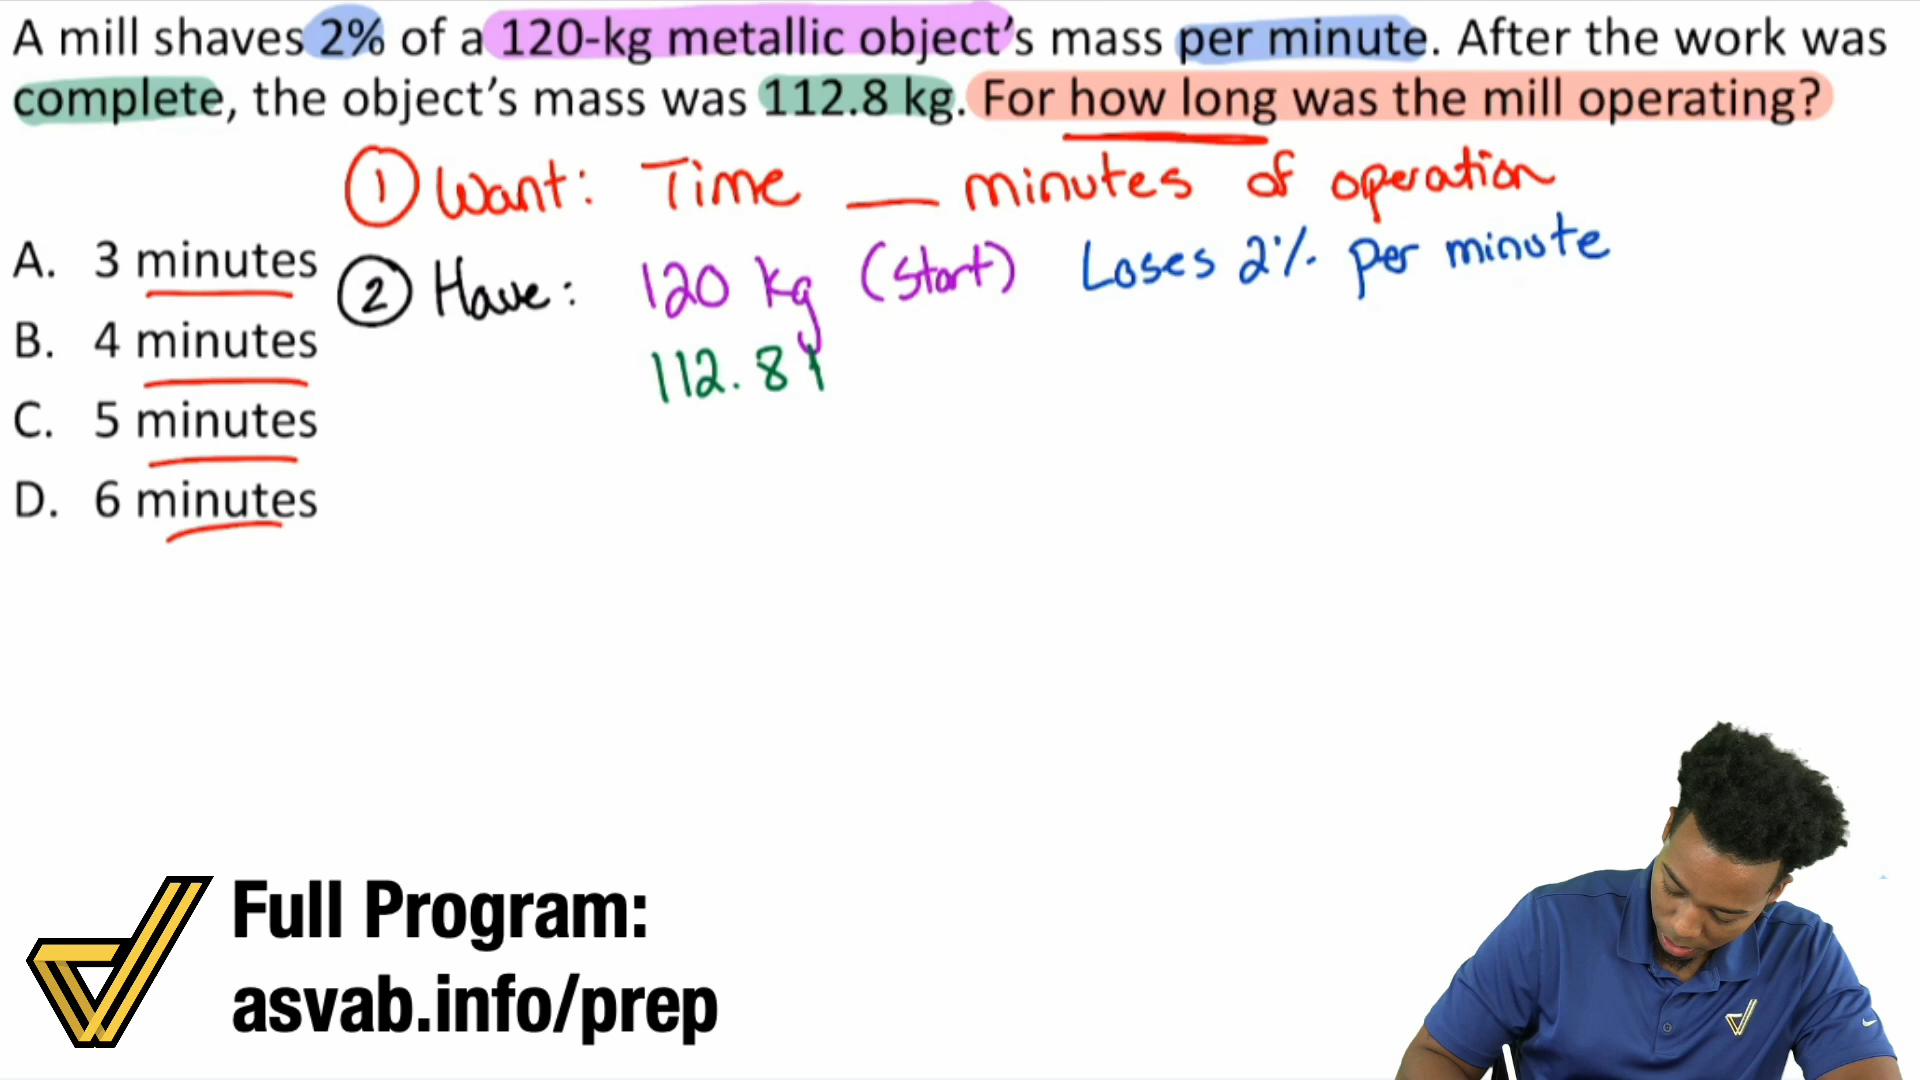 A mill shaves 2% of a 120-kg metallic object's mass per minute. After the work was
complete, the object's mass was 112.8 kg. For how long was the mill operating?
① Want: Time __ minutes of operation
A. 3 minutes
② Have: 120 kg (start) Loses 2% per minute
B. 4 minutes
112.8
C. 5 minutes
D. 6 minutes
Full Program:
asvab.info/prep